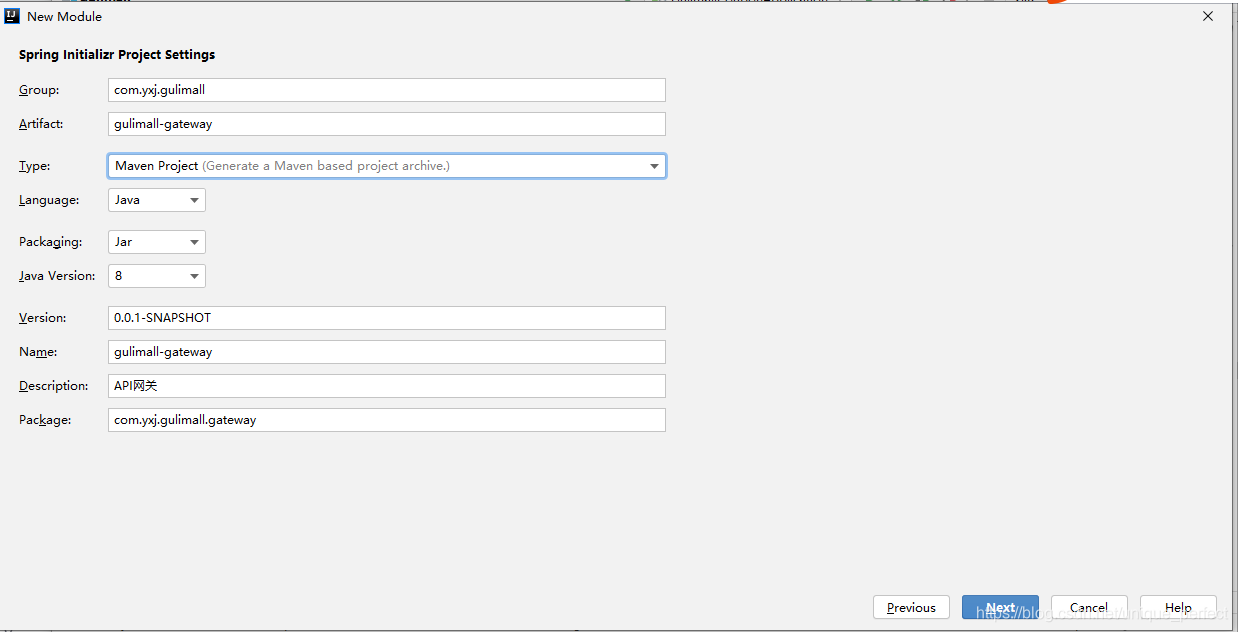 New Module
Spring Initializr Project Settings
Group: com.yxj.gulimall
Artifact: gulimall-gateway
Type: Maven Project (Generate a Maven based project archive.)
Language: Java
Packaging: Jar
Java Version: 8
Version: 0.0.1-SNAPSHOT
Name: gulimall-gateway
Description: API网关
Package: com.yxj.gulimall.gateway
Previous Next Cancel Help
https://blog.csdn.net/unique_perfect